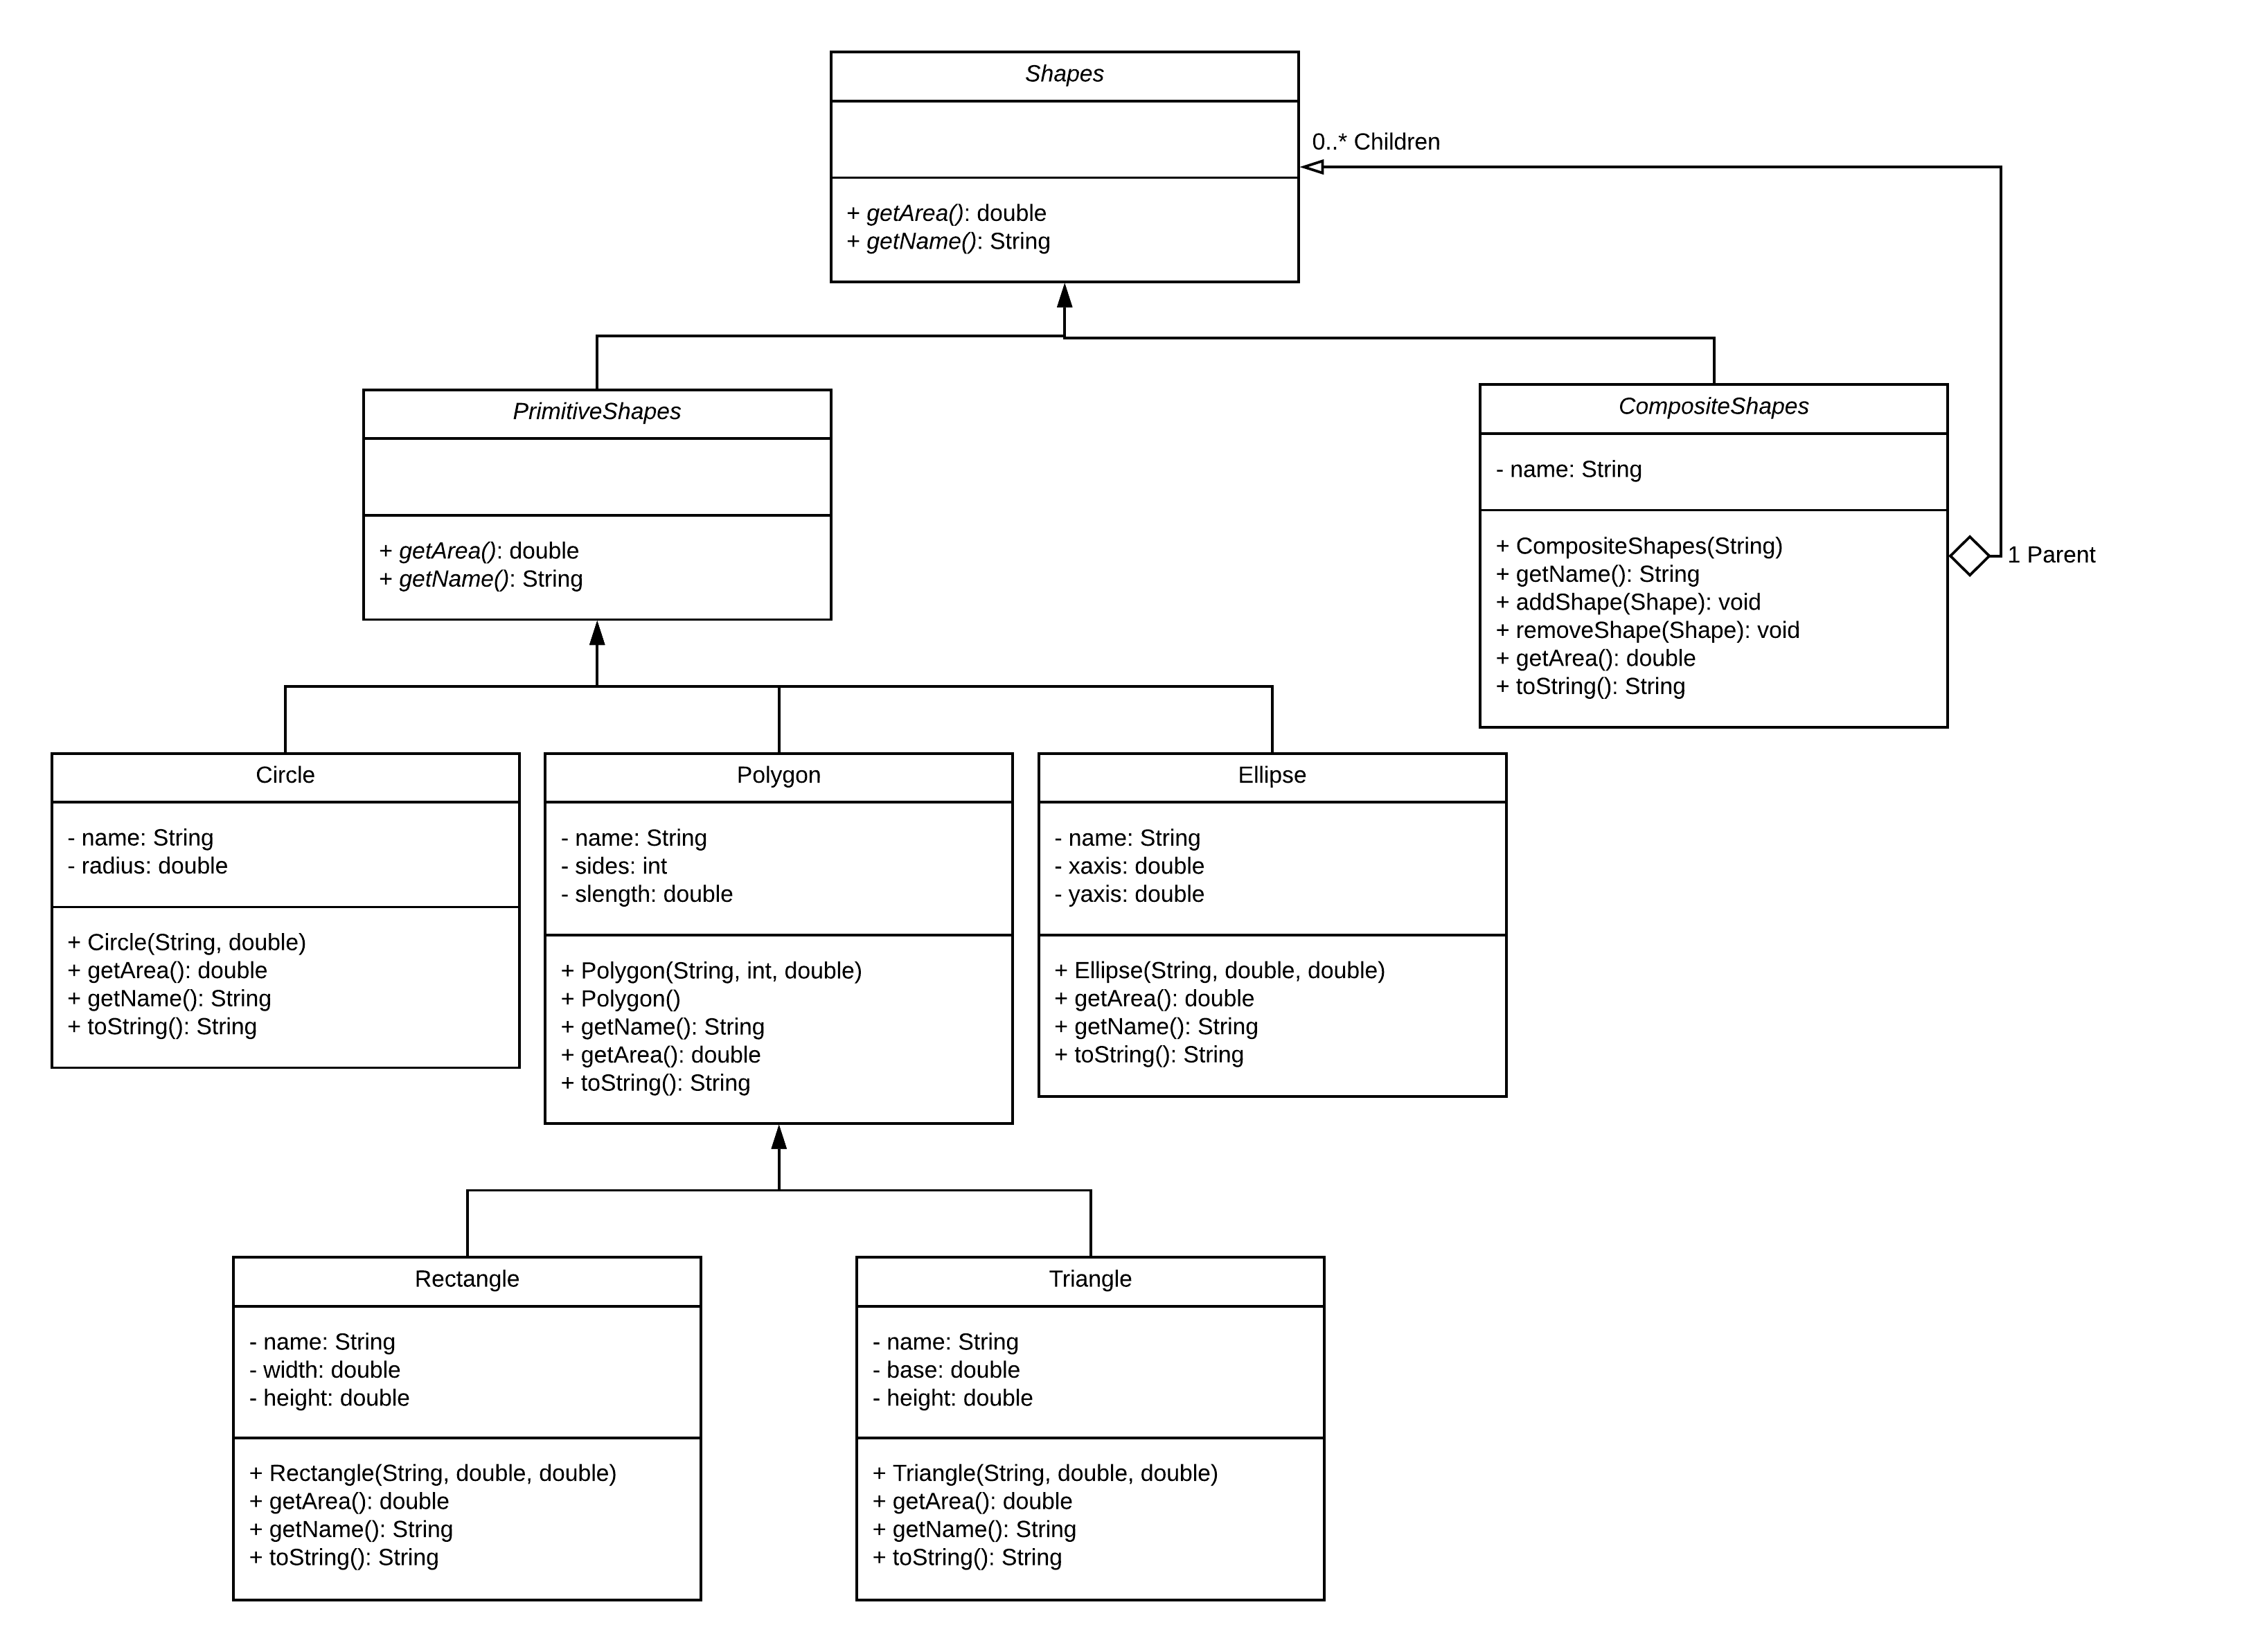 Shapes
0..* Children
+ getArea(): double
+ getName(): String
PrimitiveShapes
+ getArea(): double
+ getName(): String
CompositeShapes
- name: String
+ CompositeShapes(String)
+ getName(): String
+ addShape(Shape): void
+ removeShape(Shape): void
+ getArea(): double
+ toString(): String
1 Parent
Circle
- name: String
- radius: double
+ Circle(String, double)
+ getArea(): double
+ getName(): String
+ toString(): String
Polygon
- name: String
- sides: int
- slength: double
+ Polygon(String, int, double)
+ Polygon()
+ getName(): String
+ getArea(): double
+ toString(): String
Ellipse
- name: String
- xaxis: double
- yaxis: double
+ Ellipse(String, double, double)
+ getArea(): double
+ getName(): String
+ toString(): String
Rectangle
- name: String
- width: double
- height: double
+ Rectangle(String, double, double)
+ getArea(): double
+ getName(): String
+ toString(): String
Triangle
- name: String
- base: double
- height: double
+ Triangle(String, double, double)
+ getArea(): double
+ getName(): String
+ toString(): String